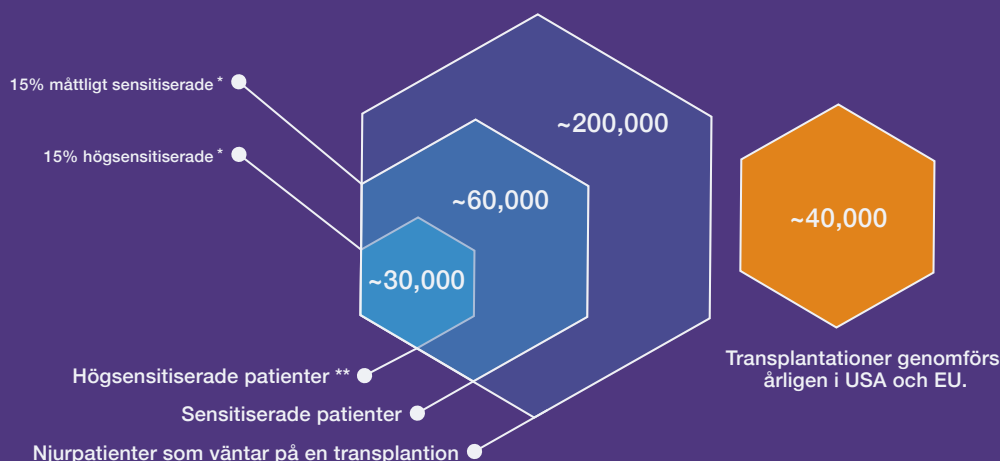 15% måttligt sensitiserade *
15% högsensitiserade *
~200,000
~60,000
~30,000
~40,000
Högsensitiserade patienter **
Sensitiserade patienter
Njurpatienter som väntar på en transplantion
Transplantationer genomförs
årligen i USA och EU.